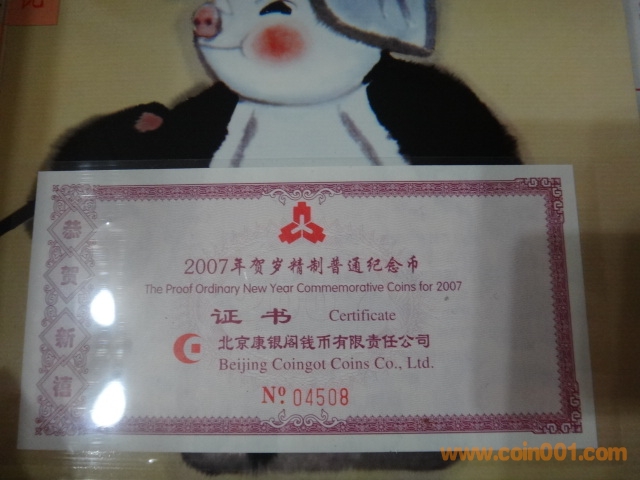 恭贺新禧
2007年贺岁精制普通纪念币
The Proof Ordinary New Year Commemorative Coins for 2007
证书 Certificate
北京康银阁钱币有限责任公司
Beijing Coingot Coins Co., Ltd.
Nº 04508
www.coin001.com